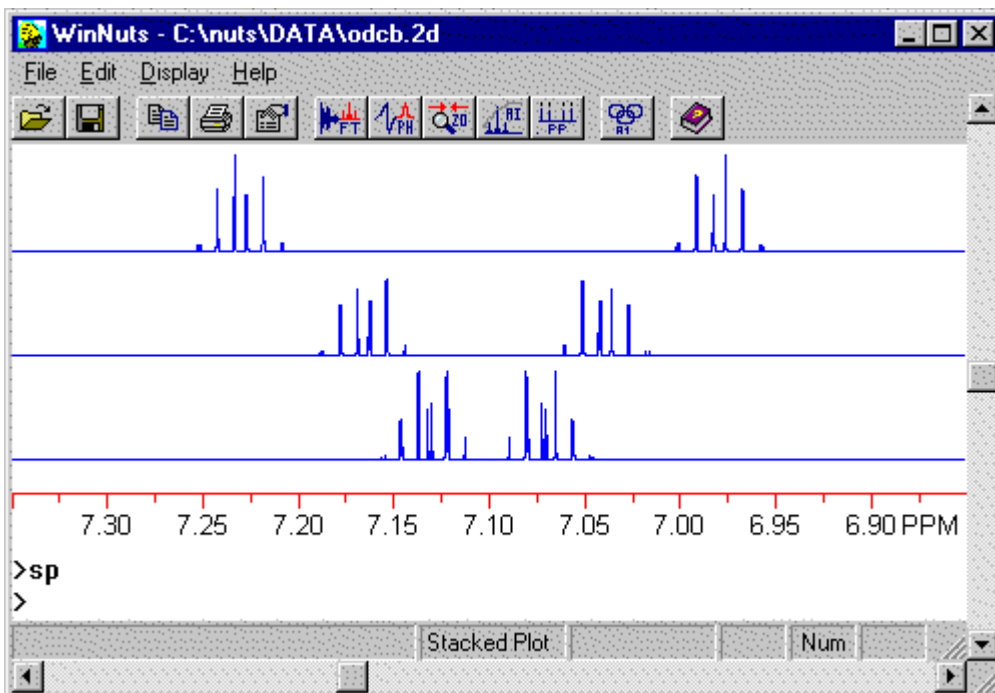 WinNuts - C:\nuts\DATA\odcb.2d
File Edit Display Help
FT PH ZO AI PP A1
7.30 7.25 7.20 7.15 7.10 7.05 7.00 6.95 6.90 PPM
>sp
>
Stacked Plot Num